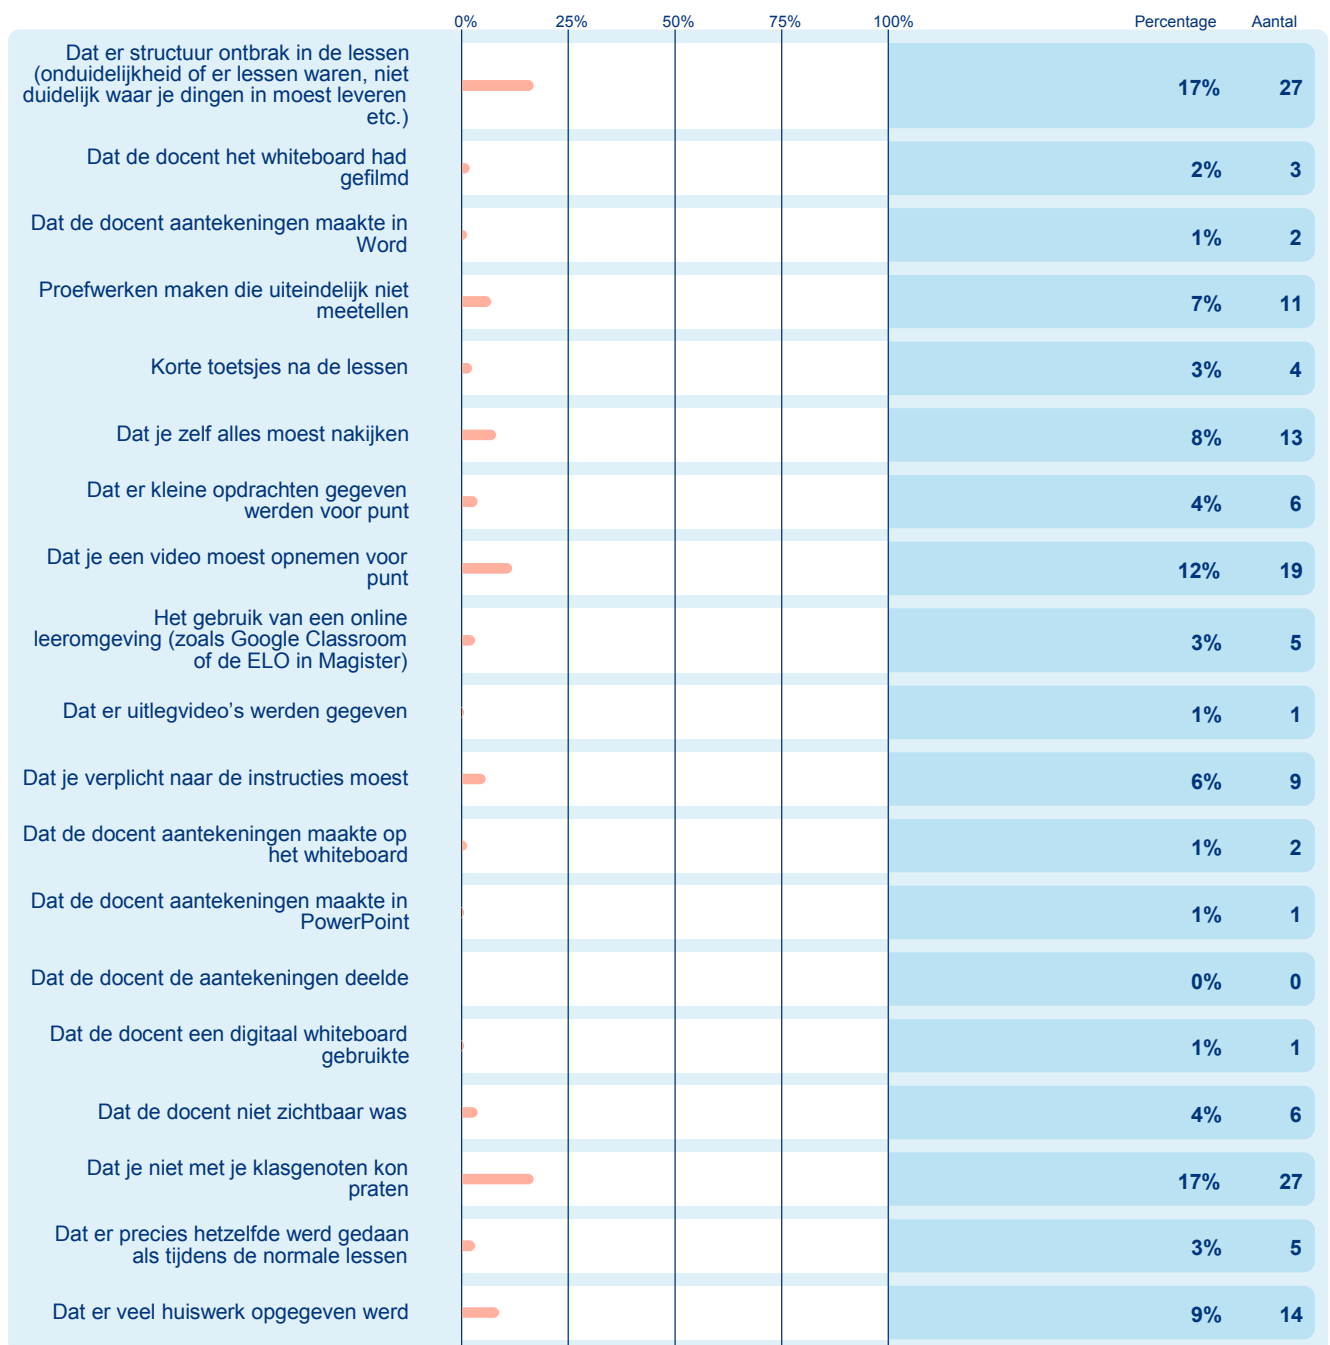 0% 25% 50% 75% 100% Percentage Aantal
Dat er structuur ontbrak in de lessen
(onduidelijkheid of er lessen waren, niet
duidelijk waar je dingen in moest leveren
etc.)
17% 27
Dat de docent het whiteboard had
gefilmd
2% 3
Dat de docent aantekeningen maakte in
Word
1% 2
Proefwerken maken die uiteindelijk niet
meetellen
7% 11
Korte toetsjes na de lessen
3% 4
Dat je zelf alles moest nakijken
8% 13
Dat er kleine opdrachten gegeven
werden voor punt
4% 6
Dat je een video moest opnemen voor
punt
12% 19
Het gebruik van een online
leeromgeving (zoals Google Classroom
of de ELO in Magister)
3% 5
Dat er uitlegvideo’s werden gegeven
1% 1
Dat je verplicht naar de instructies moest
6% 9
Dat de docent aantekeningen maakte op
het whiteboard
1% 2
Dat de docent aantekeningen maakte in
PowerPoint
1% 1
Dat de docent de aantekeningen deelde
0% 0
Dat de docent een digitaal whiteboard
gebruikte
1% 1
Dat de docent niet zichtbaar was
4% 6
Dat je niet met je klasgenoten kon
praten
17% 27
Dat er precies hetzelfde werd gedaan
als tijdens de normale lessen
3% 5
Dat er veel huiswerk opgegeven werd
9% 14